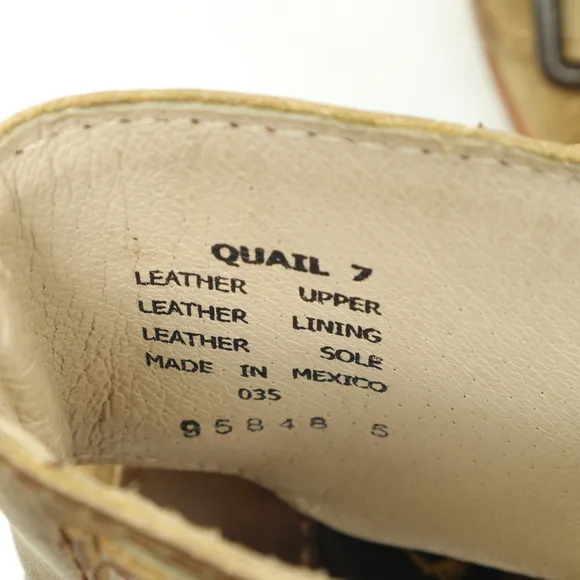 QUAIL 7
LEATHER UPPER
LEATHER LINING
LEATHER SOLE
MADE IN MEXICO
035
95848 5